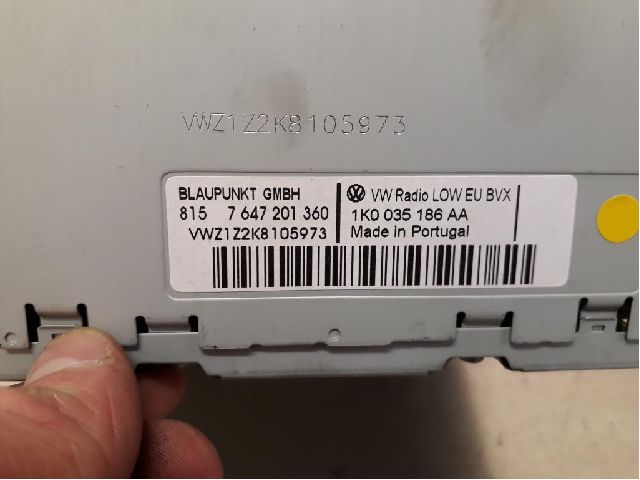 VWZ1Z2K8105973
BLAUPUNKT GMBH
815 7 647 201 360
VWZ1Z2K8105973
VW Radio LOW EU BVX
1K0 035 186 AA
Made in Portugal